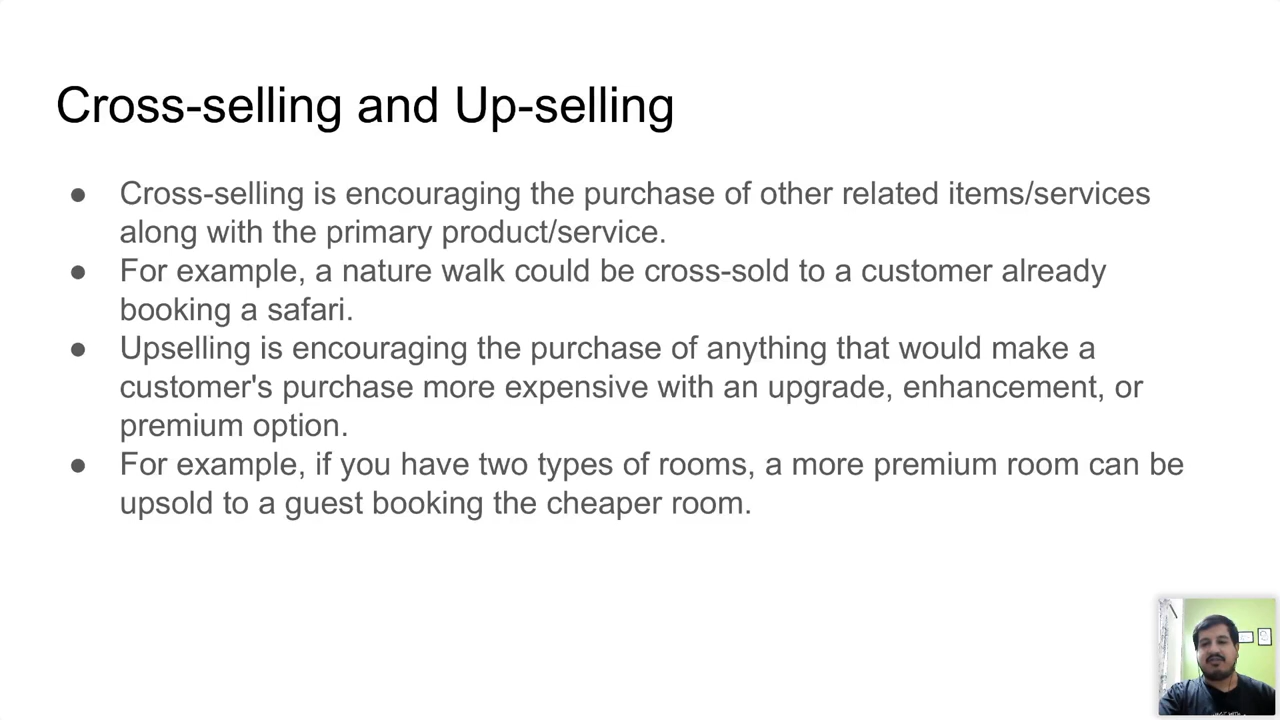 Cross-selling and Up-selling
● Cross-selling is encouraging the purchase of other related items/services
along with the primary product/service.
● For example, a nature walk could be cross-sold to a customer already
booking a safari.
● Upselling is encouraging the purchase of anything that would make a
customer's purchase more expensive with an upgrade, enhancement, or
premium option.
● For example, if you have two types of rooms, a more premium room can be
upsold to a guest booking the cheaper room.